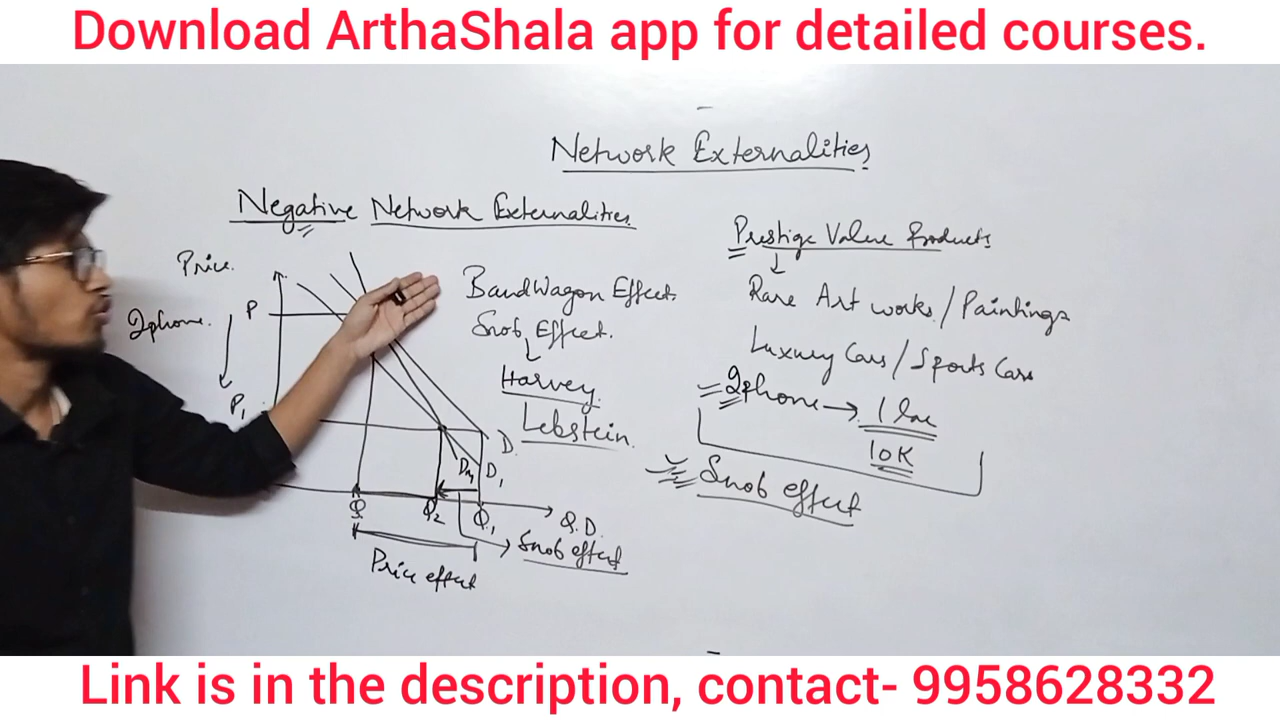 Download ArthaShala app for detailed courses.
Network Externalities
Negative Network Externalities
Prestige Value Products
Rare Art works / Paintings
Luxury Cars / Sports Cars
Iphone → 1 lac
10K
Snob effect
BandWagon Effect
Snob Effect.
Harvey
Lebstein.
Price.
Iphone.
P
P1
D
D1
Dm
Q
Q2
Q1
Q.D.
Snob effect
Price effect
Link is in the description, contact- 9958628332